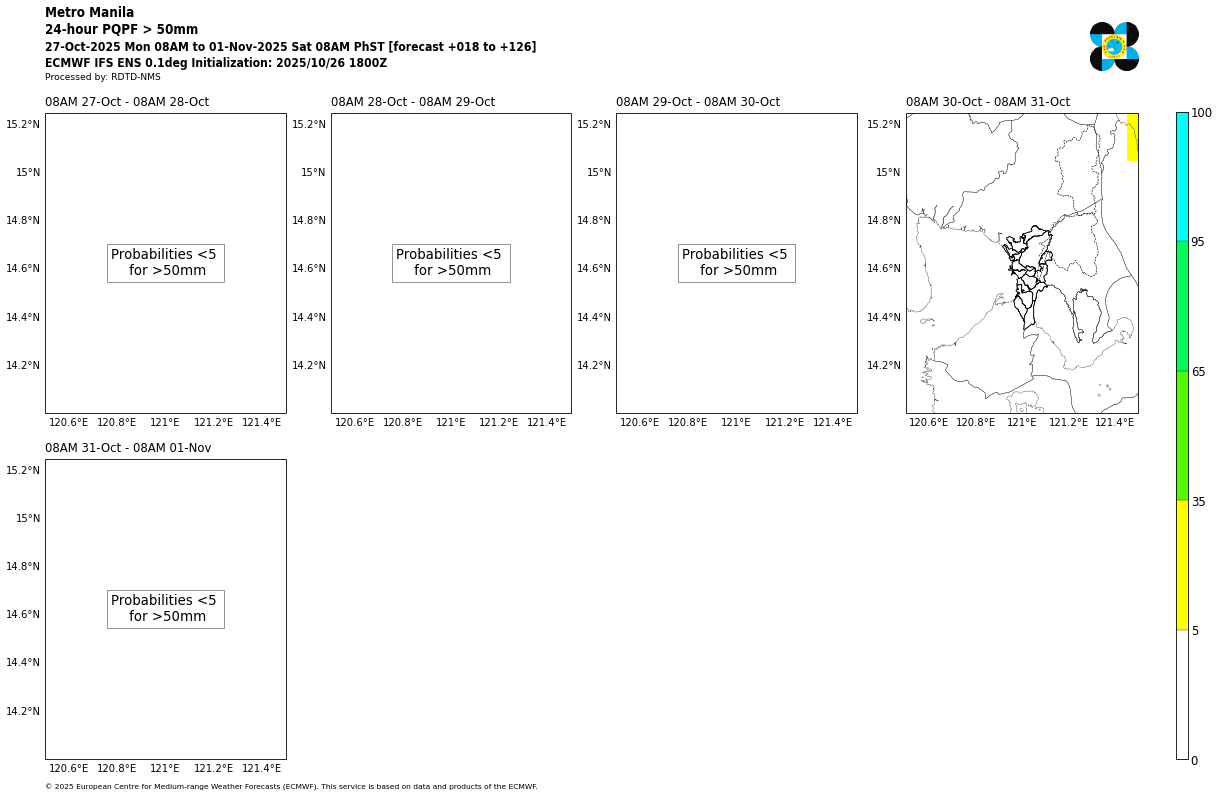 Metro Manila
24-hour PQPF > 50mm
27-Oct-2025 Mon 08AM to 01-Nov-2025 Sat 08AM PhST [forecast +018 to +126]
ECMWF IFS ENS 0.1deg Initialization: 2025/10/26 1800Z
Processed by: RDTD-NMS
08AM 27-Oct - 08AM 28-Oct
15.2°N
15°N
14.8°N
14.6°N
14.4°N
14.2°N
Probabilities <5
for >50mm
120.6°E 120.8°E 121°E 121.2°E 121.4°E
08AM 28-Oct - 08AM 29-Oct
15.2°N
15°N
14.8°N
14.6°N
14.4°N
14.2°N
Probabilities <5
for >50mm
120.6°E 120.8°E 121°E 121.2°E 121.4°E
08AM 29-Oct - 08AM 30-Oct
15.2°N
15°N
14.8°N
14.6°N
14.4°N
14.2°N
Probabilities <5
for >50mm
120.6°E 120.8°E 121°E 121.2°E 121.4°E
08AM 30-Oct - 08AM 31-Oct
15.2°N
15°N
14.8°N
14.6°N
14.4°N
14.2°N
120.6°E 120.8°E 121°E 121.2°E 121.4°E
100
95
65
35
5
0
08AM 31-Oct - 08AM 01-Nov
15.2°N
15°N
14.8°N
14.6°N
14.4°N
14.2°N
Probabilities <5
for >50mm
120.6°E 120.8°E 121°E 121.2°E 121.4°E
© 2025 European Centre for Medium-range Weather Forecasts (ECMWF). This service is based on data and products of the ECMWF.